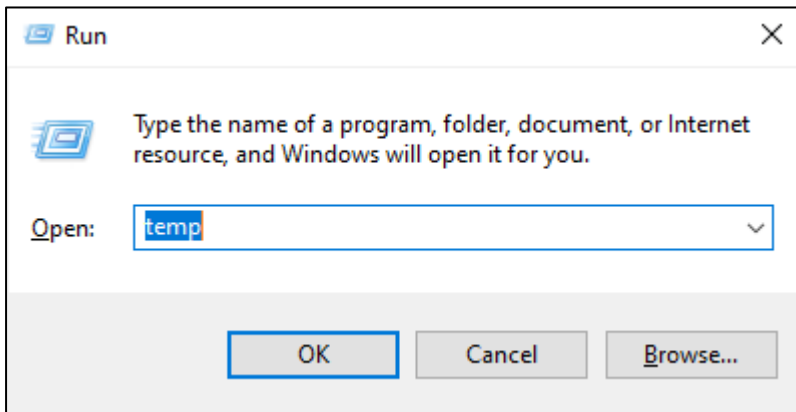 Run
Type the name of a program, folder, document, or Internet
resource, and Windows will open it for you.
Open: temp
OK Cancel Browse...